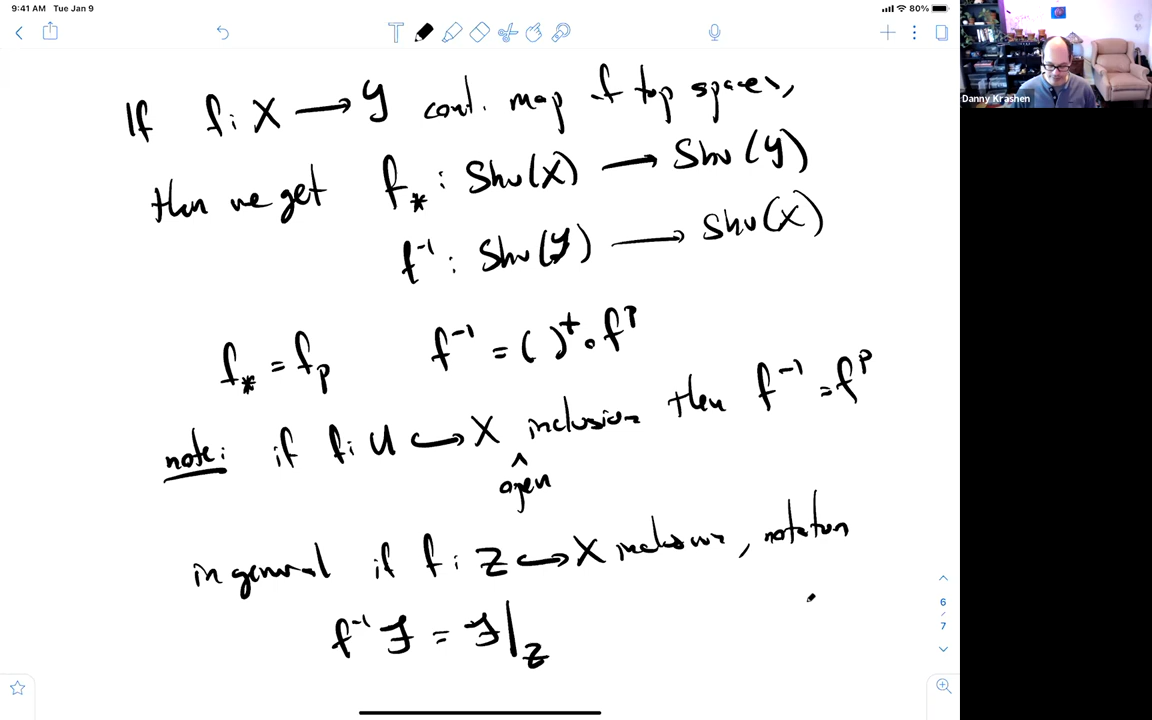 9:41 AM Tue Jan 9
80%
Danny Krashen
If f: X → Y cont. map of top spaces,
then we get f_* : Shv(X) → Shv(Y)
f⁻¹ : Shv(Y) → Shv(X)
f_* = f_p f⁻¹ = ( )⁺ ∘ fᵖ
note: if f: U ↪ X inclusion then f⁻¹ = fᵖ
^
open
in general if f: Z ↪ X inclusion, notation
f⁻¹ ℱ = ℱ|_Z
6
/
7